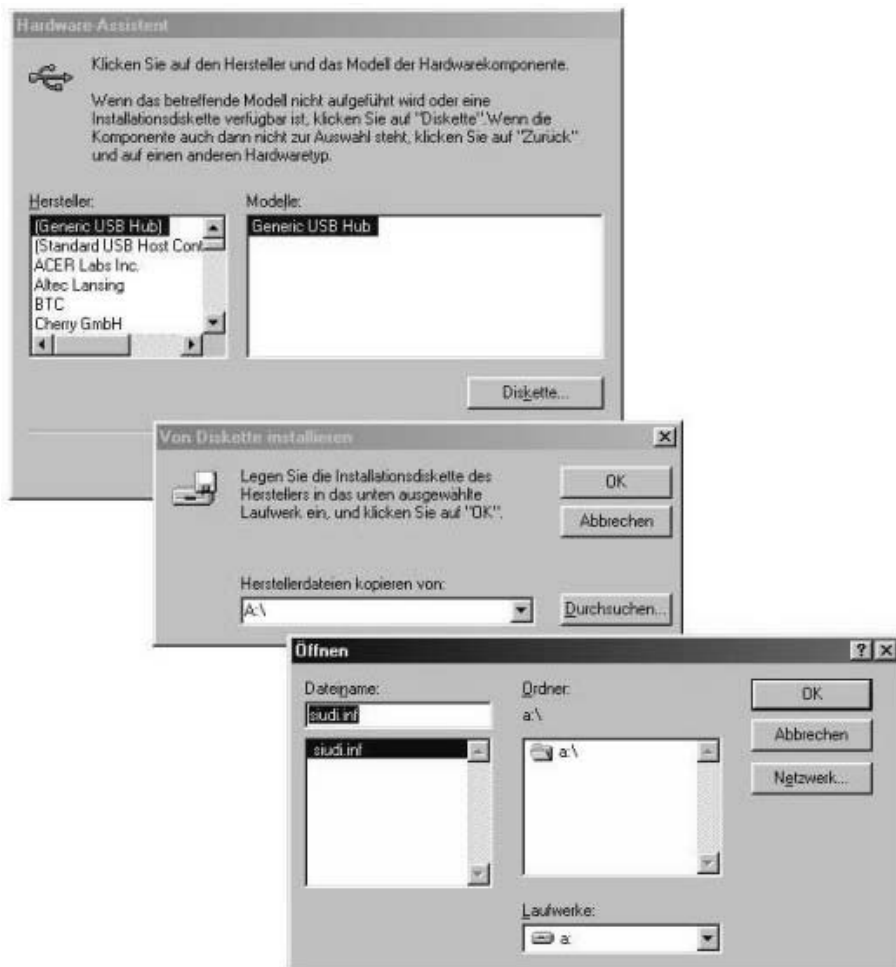 Hardware-Assistent
Klicken Sie auf den Hersteller und das Modell der Hardwarekomponente.
Wenn das betreffende Modell nicht aufgeführt wird oder eine
Installationsdiskette verfügbar ist, klicken Sie auf "Diskette".Wenn die
Komponente auch dann nicht zur Auswahl steht, klicken Sie auf "Zurück"
und auf einen anderen Hardwaretyp.
Hersteller:
(Generic USB Hub)
(Standard USB Host Cont
ACER Labs Inc.
Altec Lansing
BTC
Cherry GmbH
Modelle:
Generic USB Hub
Diskette...
Von Diskette installieren
Legen Sie die Installationsdiskette des
Herstellers in das unten ausgewählte
Laufwerk ein, und klicken Sie auf "OK".
OK
Abbrechen
Herstellerdateien kopieren von:
A:\
Durchsuchen...
Öffnen
Dateiname:
siudi.inf
siudi.inf
Ordner:
a:\
a:\
Laufwerke:
a:
OK
Abbrechen
Netzwerk...